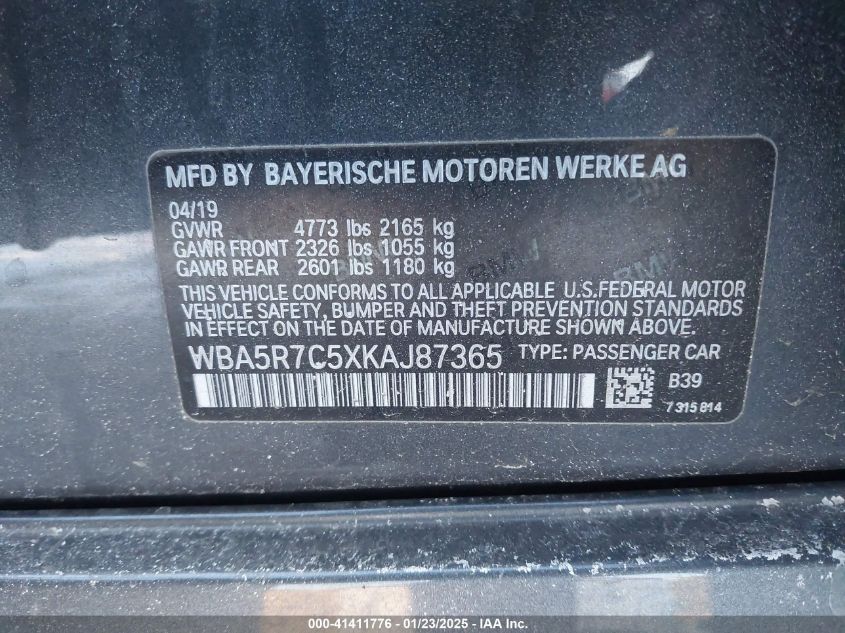 MFD BY BAYERISCHE MOTOREN WERKE AG
04/19
GVWR 4773 lbs 2165 kg
GAWR FRONT 2326 lbs 1055 kg
GAWR REAR 2601 lbs 1180 kg
THIS VEHICLE CONFORMS TO ALL APPLICABLE U.S.FEDERAL MOTOR
VEHICLE SAFETY, BUMPER AND THEFT PREVENTION STANDARDS
IN EFFECT ON THE DATE OF MANUFACTURE SHOWN ABOVE.
WBA5R7C5XKAJ87365 TYPE: PASSENGER CAR
B39
7315814
000-41411776 - 01/23/2025 - IAA Inc.